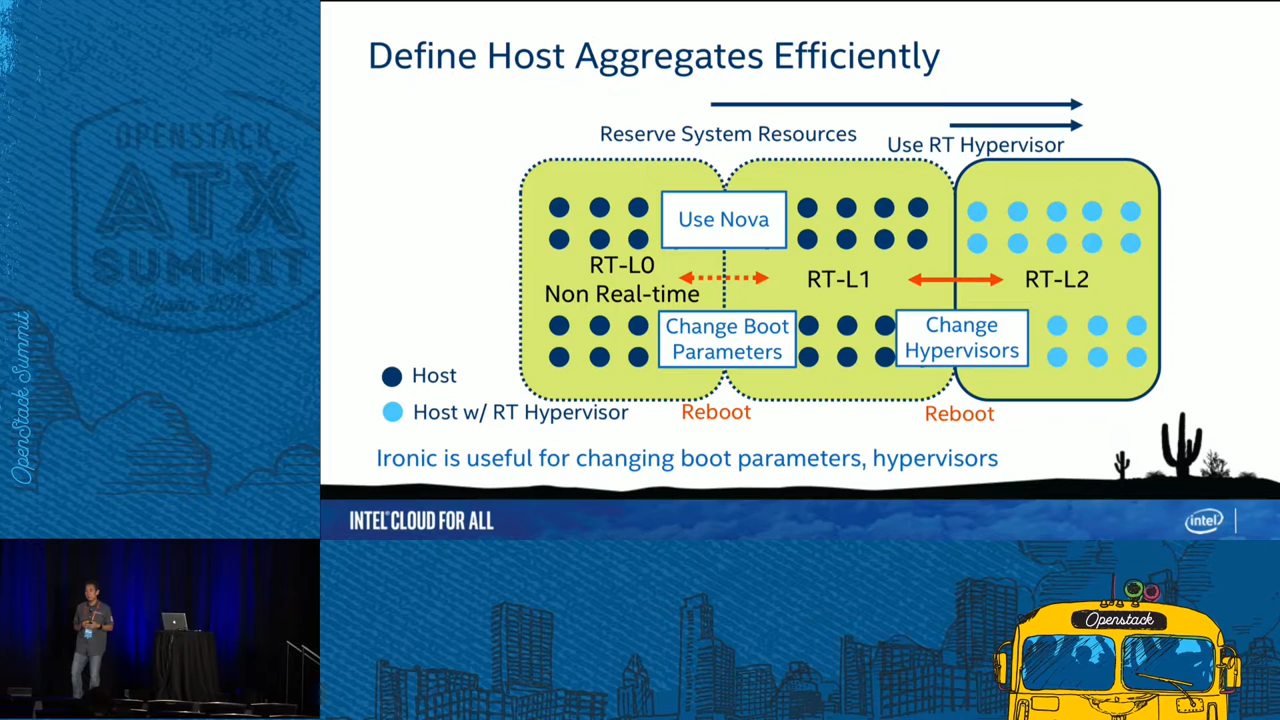 Define Host Aggregates Efficiently
Reserve System Resources
Use RT Hypervisor
Use Nova
RT-L0
Non Real-time
RT-L1
RT-L2
Change Boot
Parameters
Change
Hypervisors
Host
Host w/ RT Hypervisor
Reboot
Reboot
Ironic is useful for changing boot parameters, hypervisors
INTEL® CLOUD FOR ALL
intel
OPENSTACK
ATX
SUMMIT
OpenStack Summit
Openstack